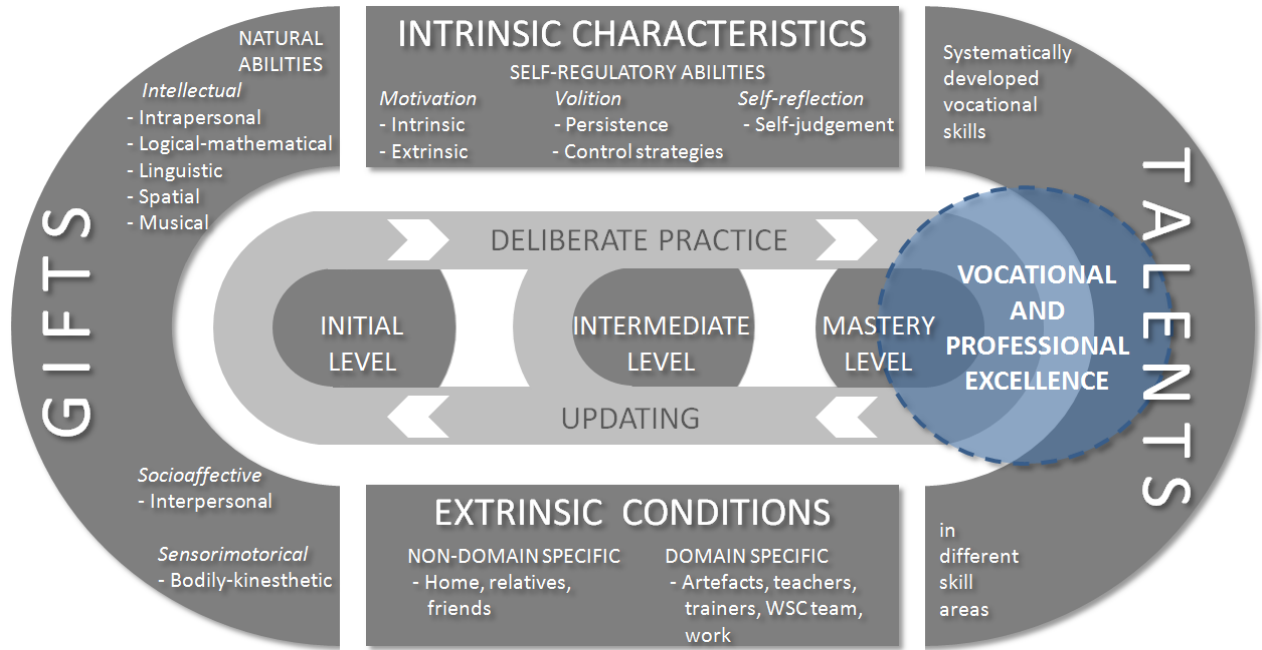 GIFTS
NATURAL
ABILITIES
Intellectual
- Intrapersonal
- Logical-mathematical
- Linguistic
- Spatial
- Musical
Socioaffective
- Interpersonal
Sensorimotorical
- Bodily-kinesthetic
INTRINSIC CHARACTERISTICS
SELF-REGULATORY ABILITIES
Motivation
- Intrinsic
- Extrinsic
Volition
- Persistence
- Control strategies
Self-reflection
- Self-judgement
DELIBERATE PRACTICE
INITIAL
LEVEL
INTERMEDIATE
LEVEL
MASTERY
LEVEL
VOCATIONAL
AND
PROFESSIONAL
EXCELLENCE
UPDATING
EXTRINSIC CONDITIONS
NON-DOMAIN SPECIFIC
- Home, relatives,
friends
DOMAIN SPECIFIC
- Artefacts, teachers,
trainers, WSC team,
work
TALENTS
Systematically
developed
vocational
skills
in
different
skill
areas